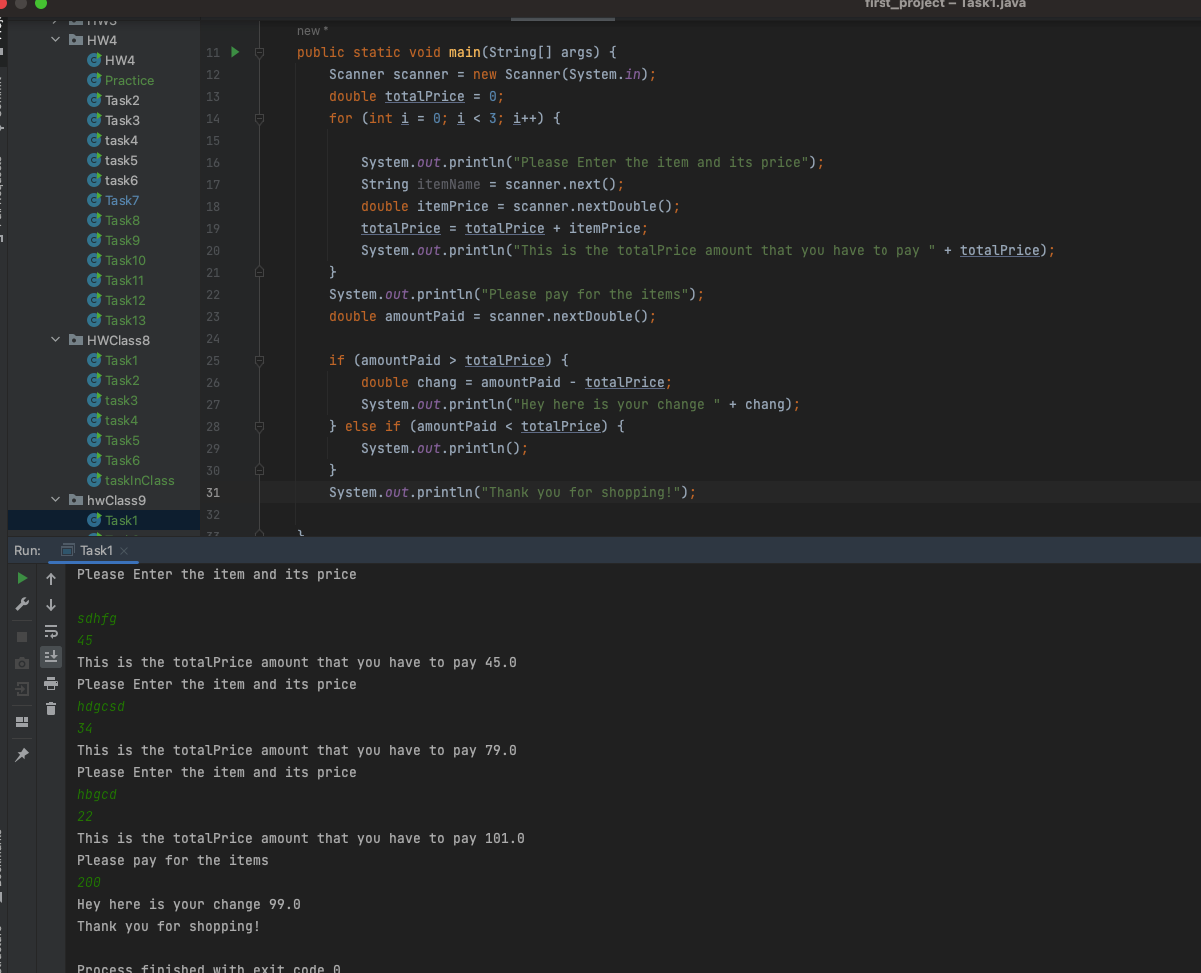 first_project – Task1.java
HW3
HW4
HW4
Practice
Task2
Task3
task4
task5
task6
Task7
Task8
Task9
Task10
Task11
Task12
Task13
HWClass8
Task1
Task2
task3
task4
Task5
Task6
taskInClass
hwClass9
Task1
new *
11 public static void main(String[] args) {
12 Scanner scanner = new Scanner(System.in);
13 double totalPrice = 0;
14 for (int i = 0; i < 3; i++) {
15
16 System.out.println("Please Enter the item and its price");
17 String itemName = scanner.next();
18 double itemPrice = scanner.nextDouble();
19 totalPrice = totalPrice + itemPrice;
20 System.out.println("This is the totalPrice amount that you have to pay " + totalPrice);
21 }
22 System.out.println("Please pay for the items");
23 double amountPaid = scanner.nextDouble();
24
25 if (amountPaid > totalPrice) {
26 double chang = amountPaid - totalPrice;
27 System.out.println("Hey here is your change " + chang);
28 } else if (amountPaid < totalPrice) {
29 System.out.println();
30 }
31 System.out.println("Thank you for shopping!");
32
33 }
Run: Task1 ×
Please Enter the item and its price
sdhfg
45
This is the totalPrice amount that you have to pay 45.0
Please Enter the item and its price
hdgcsd
34
This is the totalPrice amount that you have to pay 79.0
Please Enter the item and its price
hbgcd
22
This is the totalPrice amount that you have to pay 101.0
Please pay for the items
200
Hey here is your change 99.0
Thank you for shopping!
Process finished with exit code 0